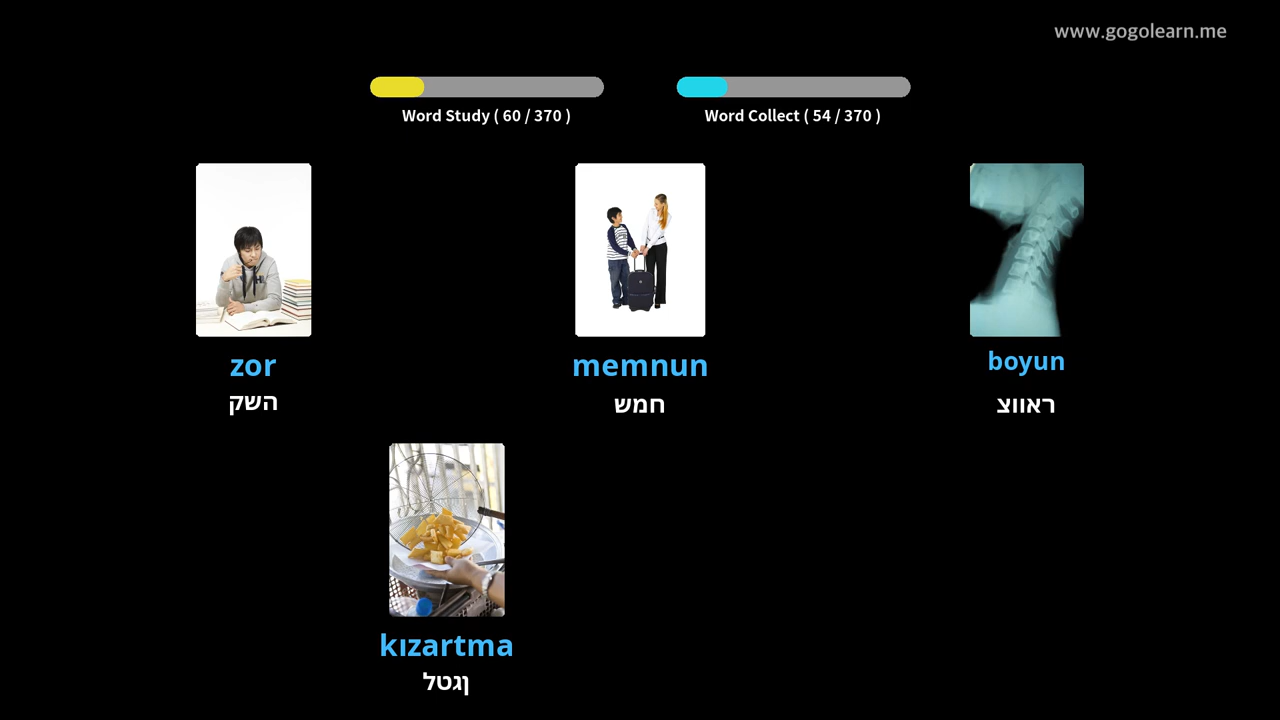 www.gogolearn.me
Word Study ( 60 / 370 )
Word Collect ( 54 / 370 )
zor
השק
memnun
חמש
boyun
ראווצ
kızartma
ןגטל